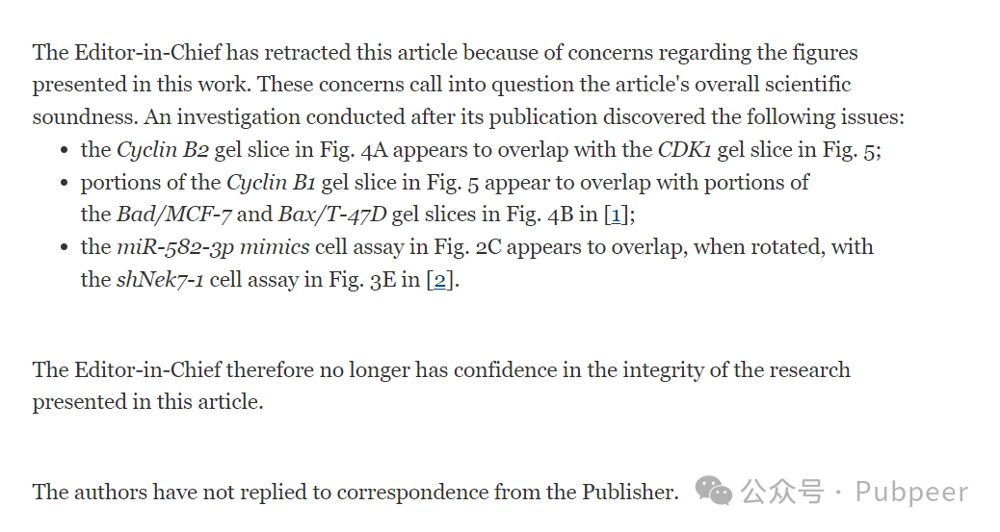 The Editor-in-Chief has retracted this article because of concerns regarding the figures
presented in this work. These concerns call into question the article's overall scientific
soundness. An investigation conducted after its publication discovered the following issues:
• the Cyclin B2 gel slice in Fig. 4A appears to overlap with the CDK1 gel slice in Fig. 5;
• portions of the Cyclin B1 gel slice in Fig. 5 appear to overlap with portions of
the Bad/MCF-7 and Bax/T-47D gel slices in Fig. 4B in [1];
• the miR-582-3p mimics cell assay in Fig. 2C appears to overlap, when rotated, with
the shNek7-1 cell assay in Fig. 3E in [2].
The Editor-in-Chief therefore no longer has confidence in the integrity of the research
presented in this article.
The authors have not replied to correspondence from the Publisher.
公众号 · Pubpeer